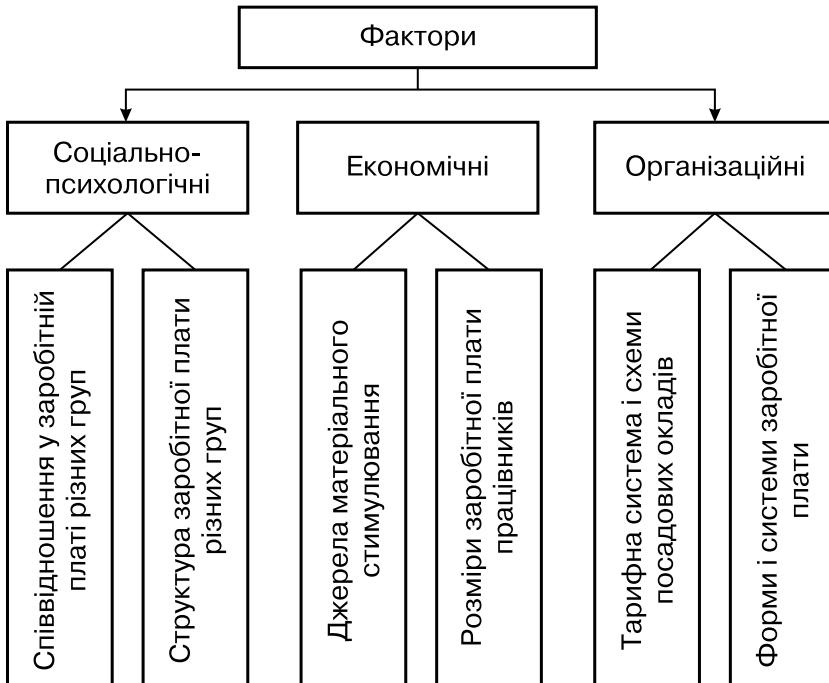 Фактори
Соціально-
психологічні
Економічні
Організаційні
Співвідношення у заробітній
платі різних груп
Структура заробітної плати
різних груп
Джерела матеріального
стимулювання
Розміри заробітної плати
працівників
Тарифна система і схеми
посадових окладів
Форми і системи заробітної
плати